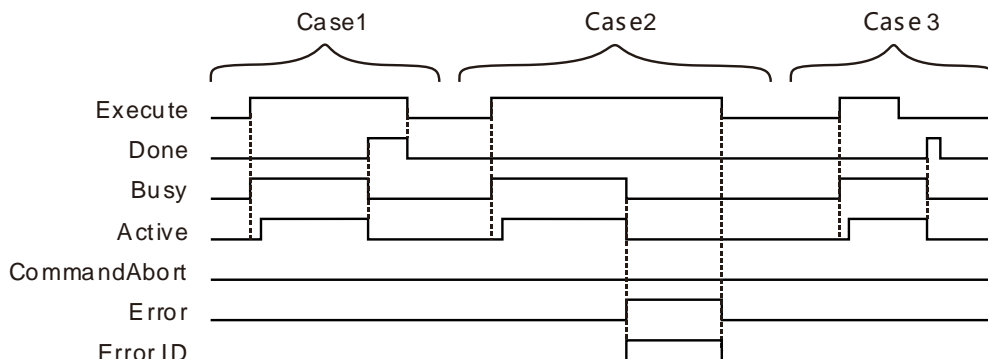 Case1 Case2 Case 3
Execute
Done
Busy
Active
CommandAbort
Error
Error ID